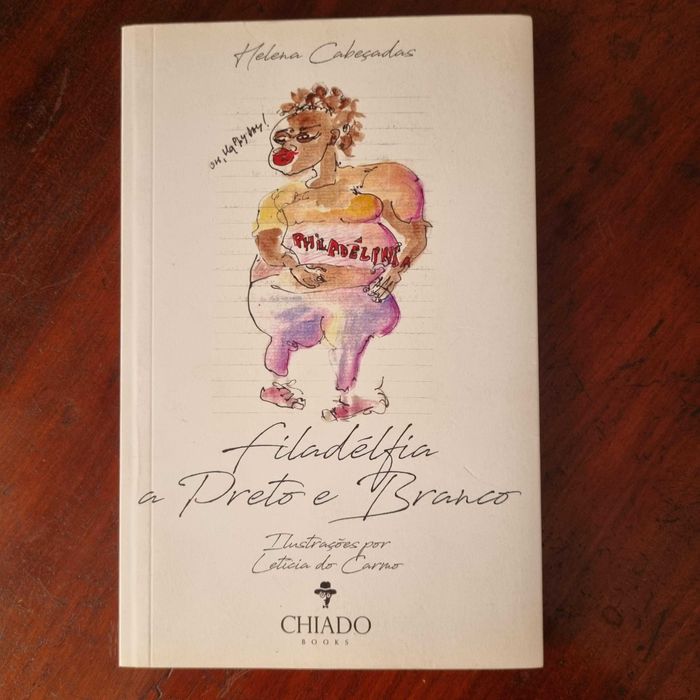 Helena Cabeçadas
OH, Happy Day!
PHILADÉLPHIA
Filadélfia
a Preto e Branco
Ilustrações por
Letícia do Carmo
CHIADO
BOOKS